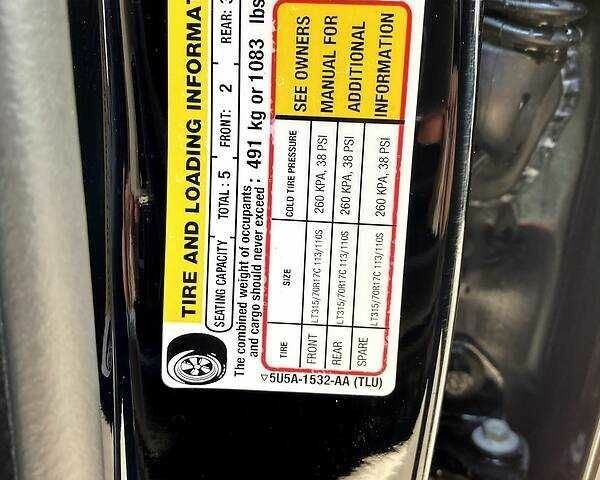 TIRE AND LOADING INFORMAT
SEATING CAPACITY TOTAL : 5 FRONT: 2 REAR: 3
The combined weight of occupants
and cargo should never exceed : 491 kg or 1083 lbs
TIRE SIZE COLD TIRE PRESSURE
FRONT LT315/70R17C 113/110S 260 KPA, 38 PSI
REAR LT315/70R17C 113/110S 260 KPA, 38 PSI
SPARE LT315/70R17C 113/110S 260 KPA, 38 PSI
SEE OWNERS
MANUAL FOR
ADDITIONAL
INFORMATION
▽5U5A-1532-AA (TLU)